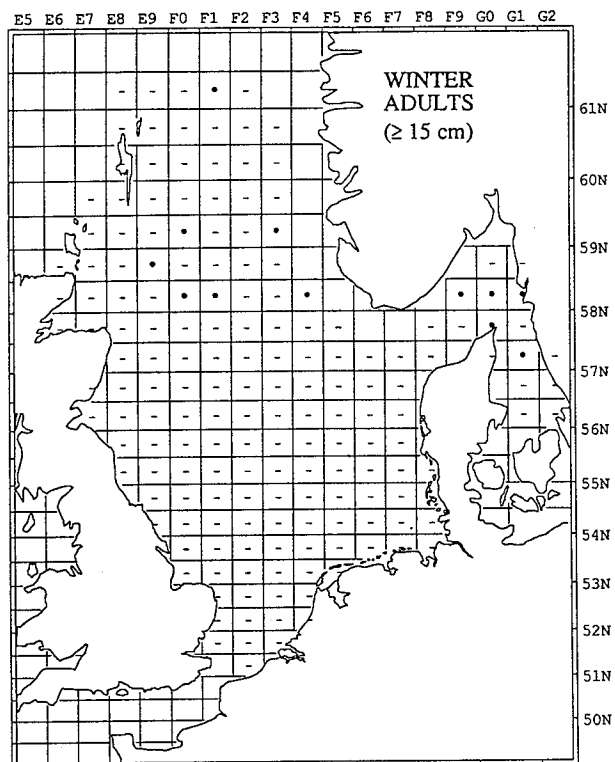 E5 E6 E7 E8 E9 F0 F1 F2 F3 F4 F5 F6 F7 F8 F9 G0 G1 G2
WINTER
ADULTS
(≥ 15 cm)
61N
60N
59N
58N
57N
56N
55N
54N
53N
52N
51N
50N